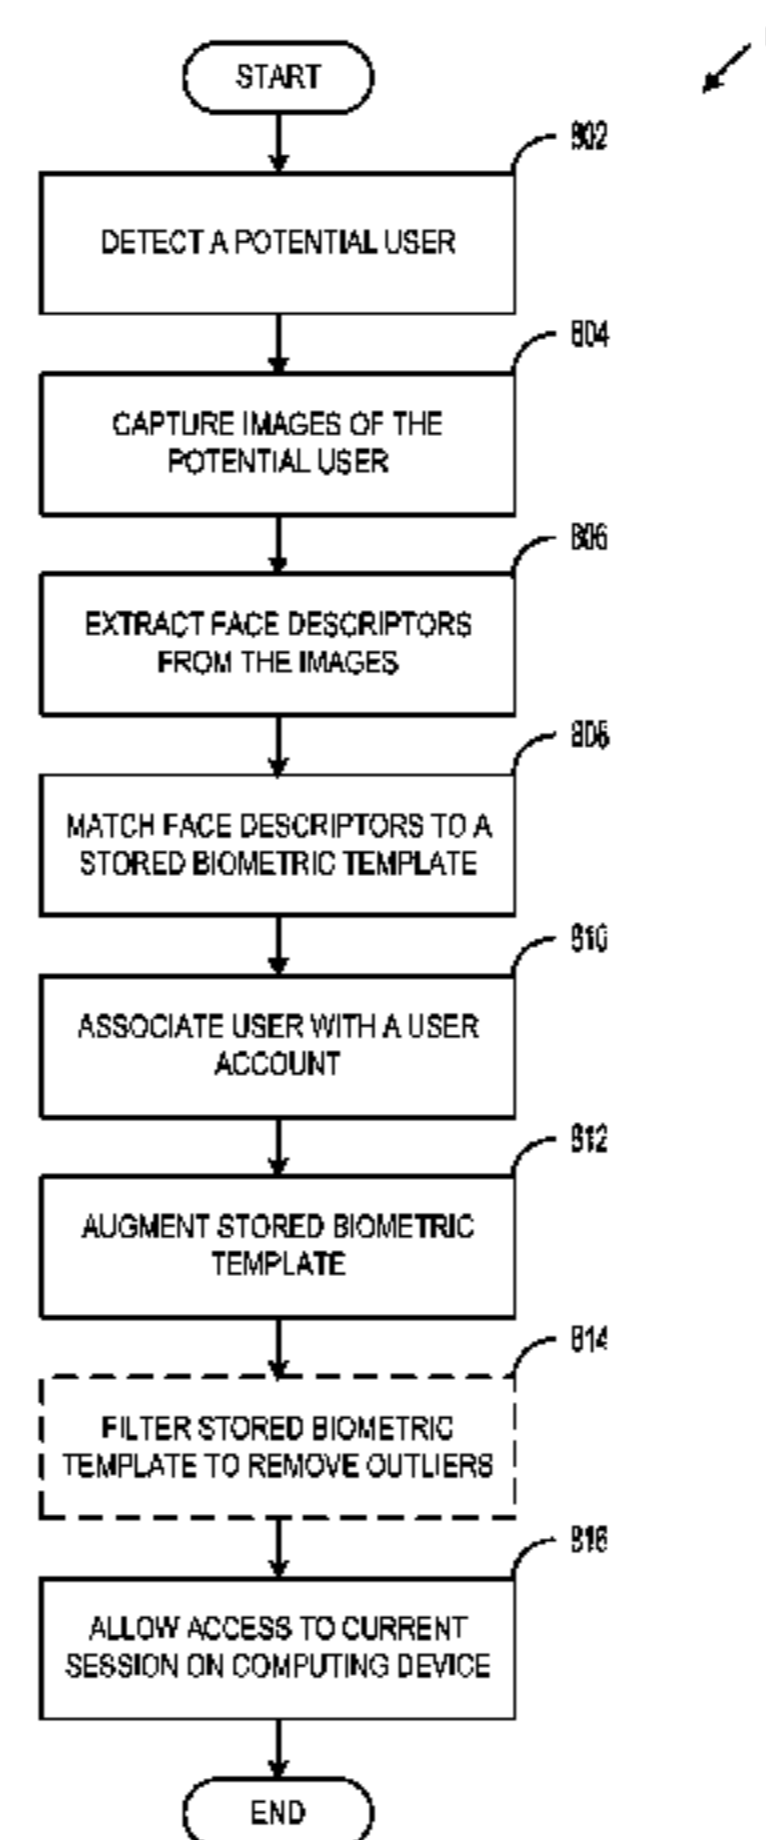 START
802
DETECT A POTENTIAL USER
804
CAPTURE IMAGES OF THE
POTENTIAL USER
806
EXTRACT FACE DESCRIPTORS
FROM THE IMAGES
808
MATCH FACE DESCRIPTORS TO A
STORED BIOMETRIC TEMPLATE
810
ASSOCIATE USER WITH A USER
ACCOUNT
812
AUGMENT STORED BIOMETRIC
TEMPLATE
814
FILTER STORED BIOMETRIC
TEMPLATE TO REMOVE OUTLIERS
816
ALLOW ACCESS TO CURRENT
SESSION ON COMPUTING DEVICE
END